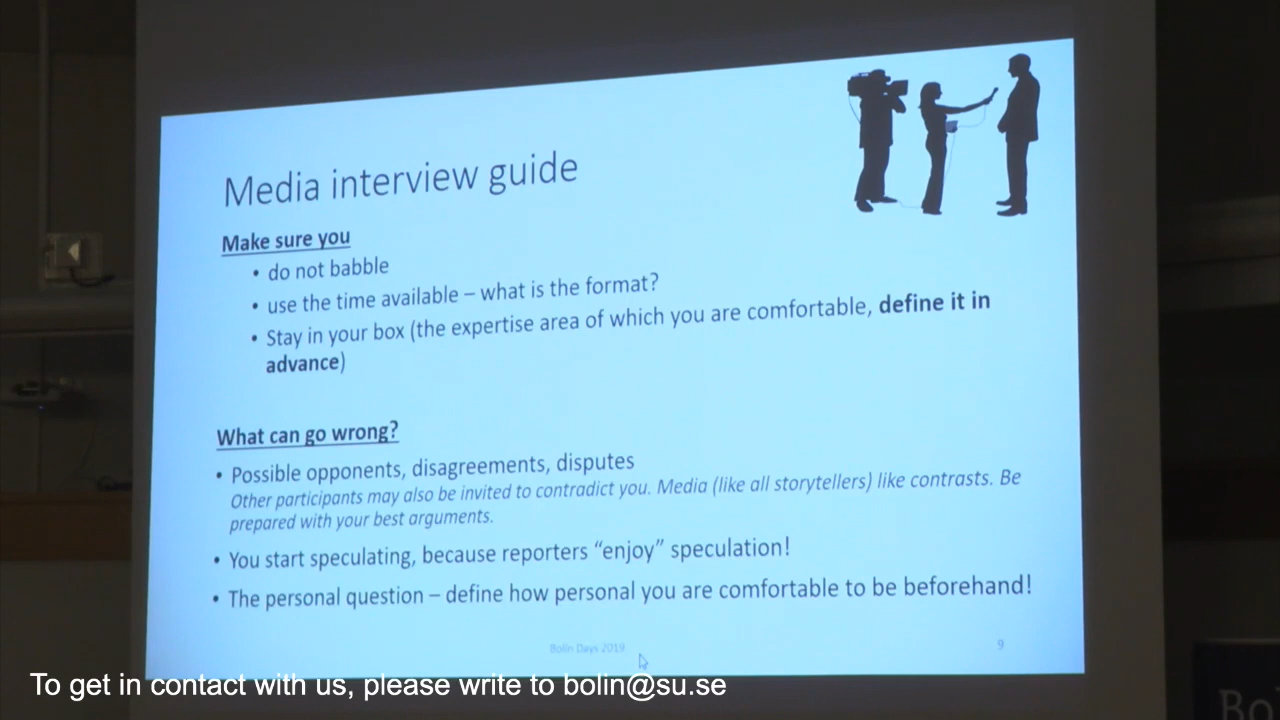 Media interview guide
Make sure you
• do not babble
• use the time available – what is the format?
• Stay in your box (the expertise area of which you are comfortable, define it in
advance)
What can go wrong?
• Possible opponents, disagreements, disputes
Other participants may also be invited to contradict you. Media (like all storytellers) like contrasts. Be
prepared with your best arguments.
• You start speculating, because reporters “enjoy” speculation!
• The personal question – define how personal you are comfortable to be beforehand!
Bolin Days 2019
9
To get in contact with us, please write to bolin@su.se